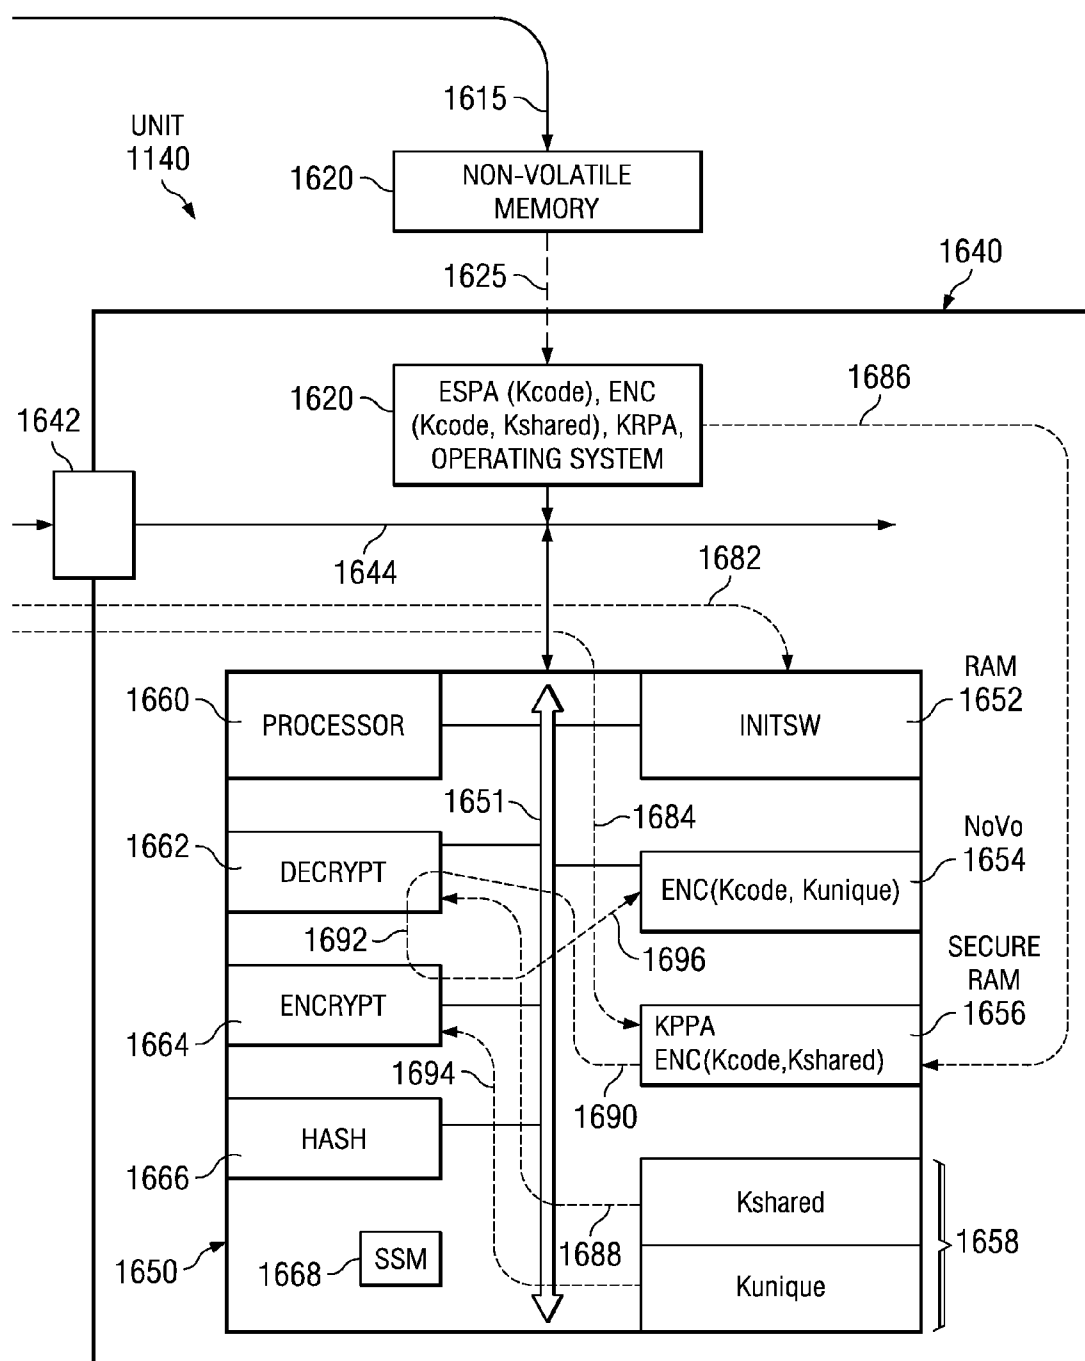 1615
UNIT
1140
1620
NON-VOLATILE
MEMORY
1625
1640
1620
ESPA (Kcode), ENC
(Kcode, Kshared), KRPA,
OPERATING SYSTEM
1686
1642
1644
1682
1660
PROCESSOR
INITSW
RAM
1652
1651
1684
1662
DECRYPT
NoVo
1654
ENC(Kcode, Kunique)
1692
1696
SECURE
RAM
1656
ENCRYPT
1664
KPPA
ENC(Kcode,Kshared)
1694
1690
HASH
1666
Kshared
1688
1658
1650
1668
SSM
Kunique